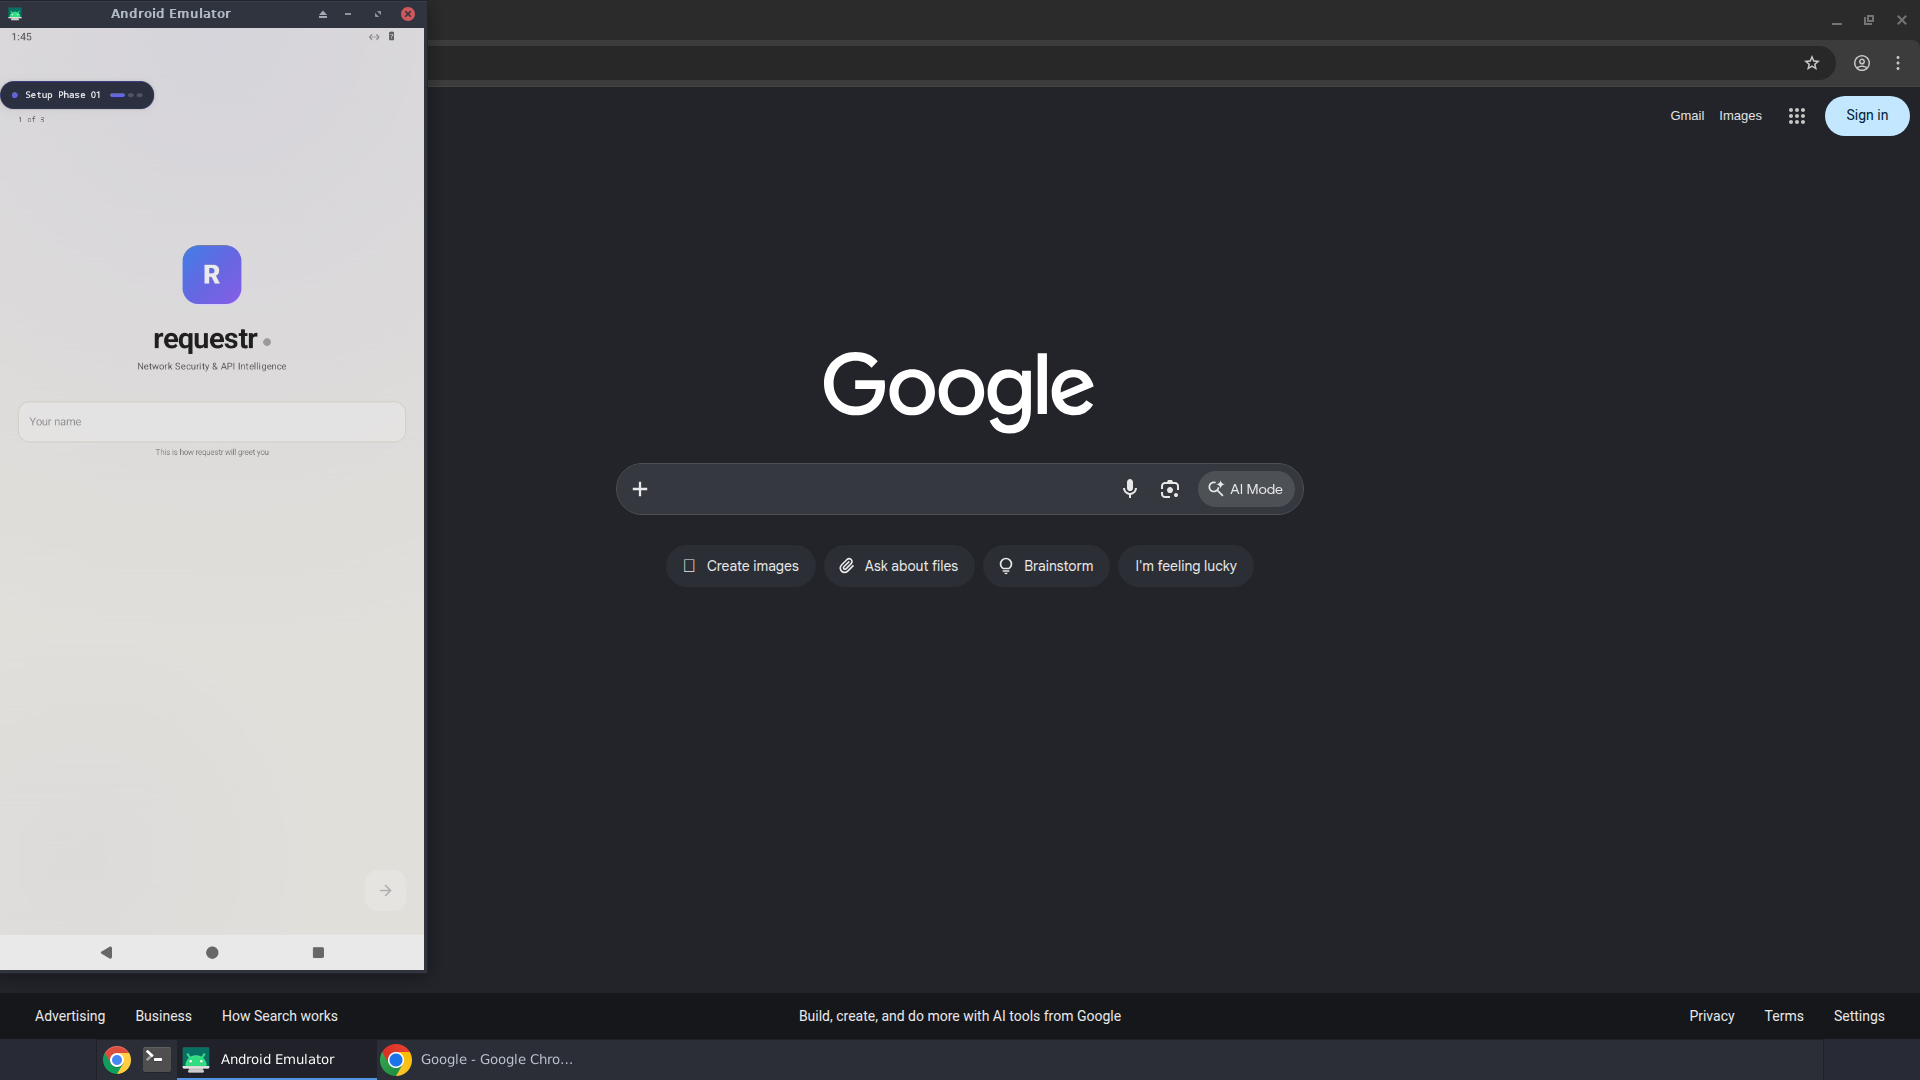 Android Emulator
1:45
Setup Phase 01
1 of 3
R
requestr
Network Security & API Intelligence
Your name
This is how requestr will greet you
Gmail
Images
Sign in
Google
AI Mode
Create images
Ask about files
Brainstorm
I'm feeling lucky
Advertising
Business
How Search works
Build, create, and do more with AI tools from Google
Privacy
Terms
Settings
Android Emulator
Google - Google Chro...